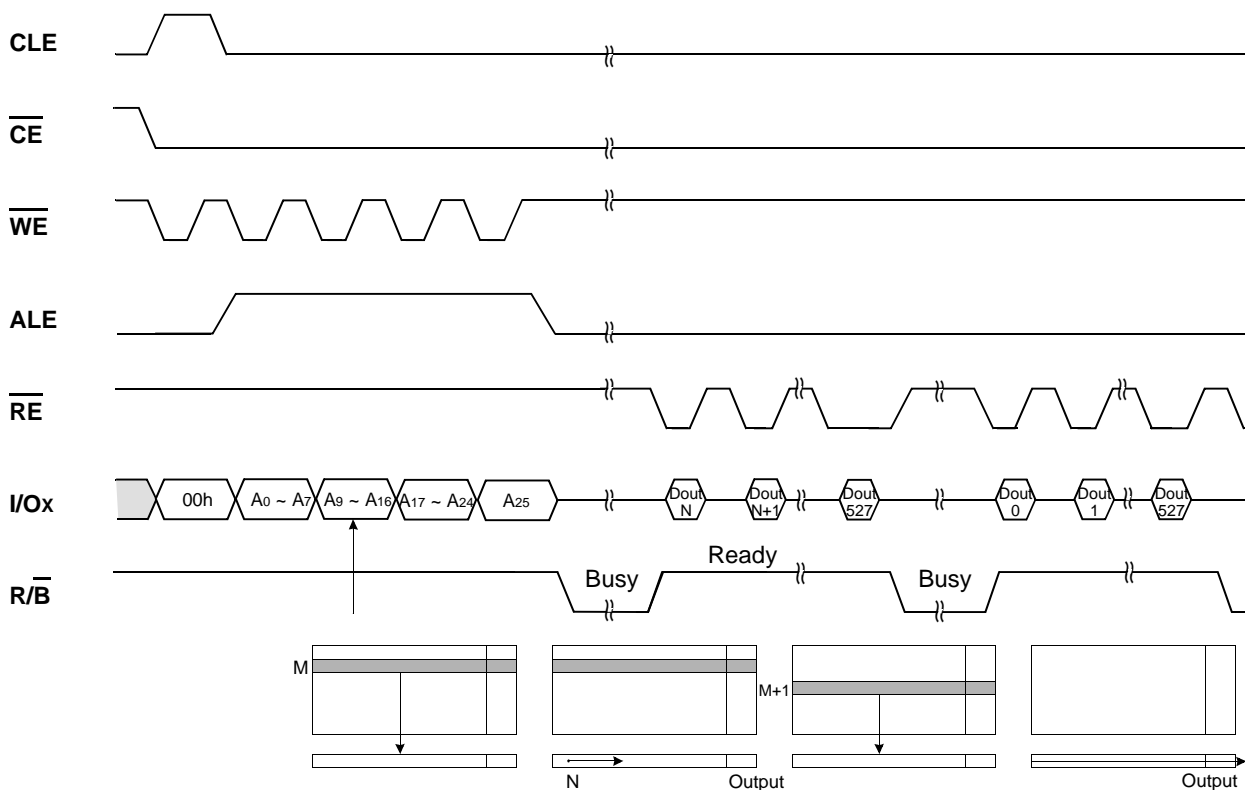 CLE
CE
WE
ALE
RE
I/Ox 00h A0 ~ A7 A9 ~ A16 A17 ~ A24 A25 Dout N Dout N+1 Dout 527 Dout 0 Dout 1 Dout 527
Ready
R/B Busy Busy
M M+1
N Output Output